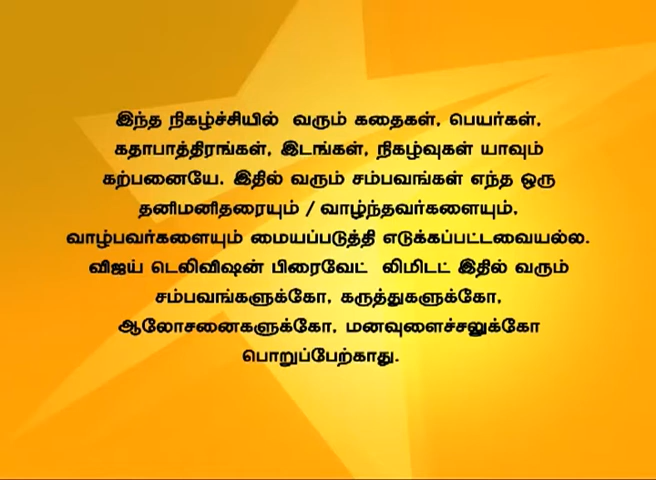 இந்த நிகழ்ச்சியில் வரும் கதைகள், பெயர்கள்,
கதாபாத்திரங்கள், இடங்கள், நிகழ்வுகள் யாவும்
கற்பனையே. இதில் வரும் சம்பவங்கள் எந்த ஒரு
தனிமனிதரையும் / வாழ்ந்தவர்களையும்,
வாழ்பவர்களையும் மையப்படுத்தி எடுக்கப்பட்டவையல்ல.
விஜய் டெலிவிஷன் பிரைவேட் லிமிடட் இதில் வரும்
சம்பவங்களுக்கோ, கருத்துகளுக்கோ,
ஆலோசனைகளுக்கோ, மனவுளைச்சலுக்கோ
பொறுப்பேற்காது.